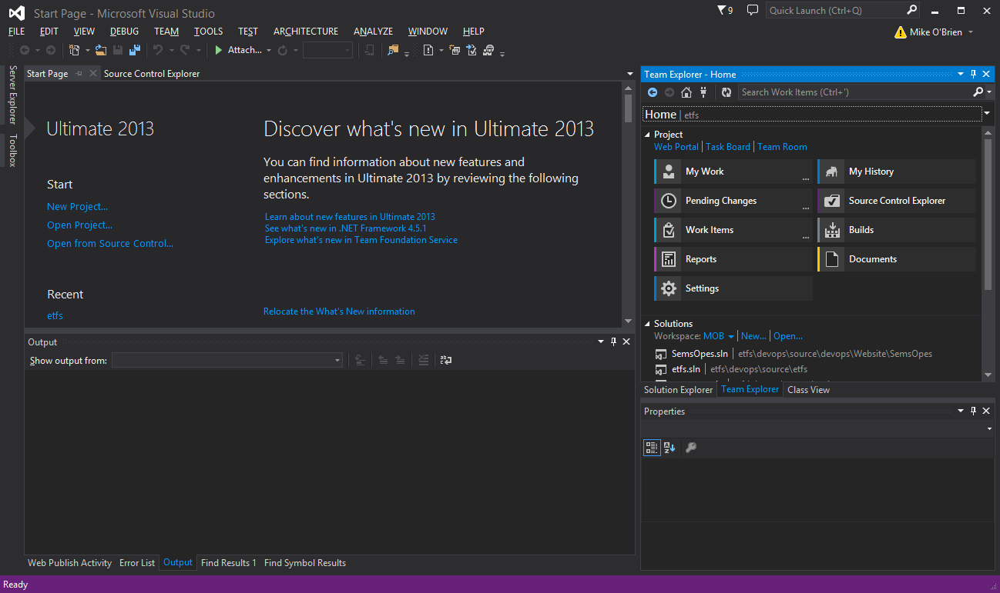 Start Page - Microsoft Visual Studio
9
Quick Launch (Ctrl+Q)
FILE EDIT VIEW DEBUG TEAM TOOLS TEST ARCHITECTURE ANALYZE WINDOW HELP
Mike O'Brien
Attach...
Server Explorer
Toolbox
Start Page
Source Control Explorer
Ultimate 2013
Start
New Project...
Open Project...
Open from Source Control...
Recent
etfs
Discover what's new in Ultimate 2013
You can find information about new features and
enhancements in Ultimate 2013 by reviewing the following
sections.
Learn about new features in Ultimate 2013
See what's new in .NET Framework 4.5.1
Explore what's new in Team Foundation Service
Relocate the What's New information
Output
Show output from:
Web Publish Activity Error List Output Find Results 1 Find Symbol Results
Team Explorer - Home
Search Work Items (Ctrl+')
Home | etfs
Project
Web Portal | Task Board | Team Room
My Work ...
My History
Pending Changes ...
Source Control Explorer
Work Items ...
Builds
Reports
Documents
Settings
Solutions
Workspace: MOB | New... | Open...
SemsOpes.sln | etfs\devops\source\devops\Website\SemsOpes
etfs.sln | etfs\devops\source\etfs
Solution Explorer Team Explorer Class View
Properties
Ready